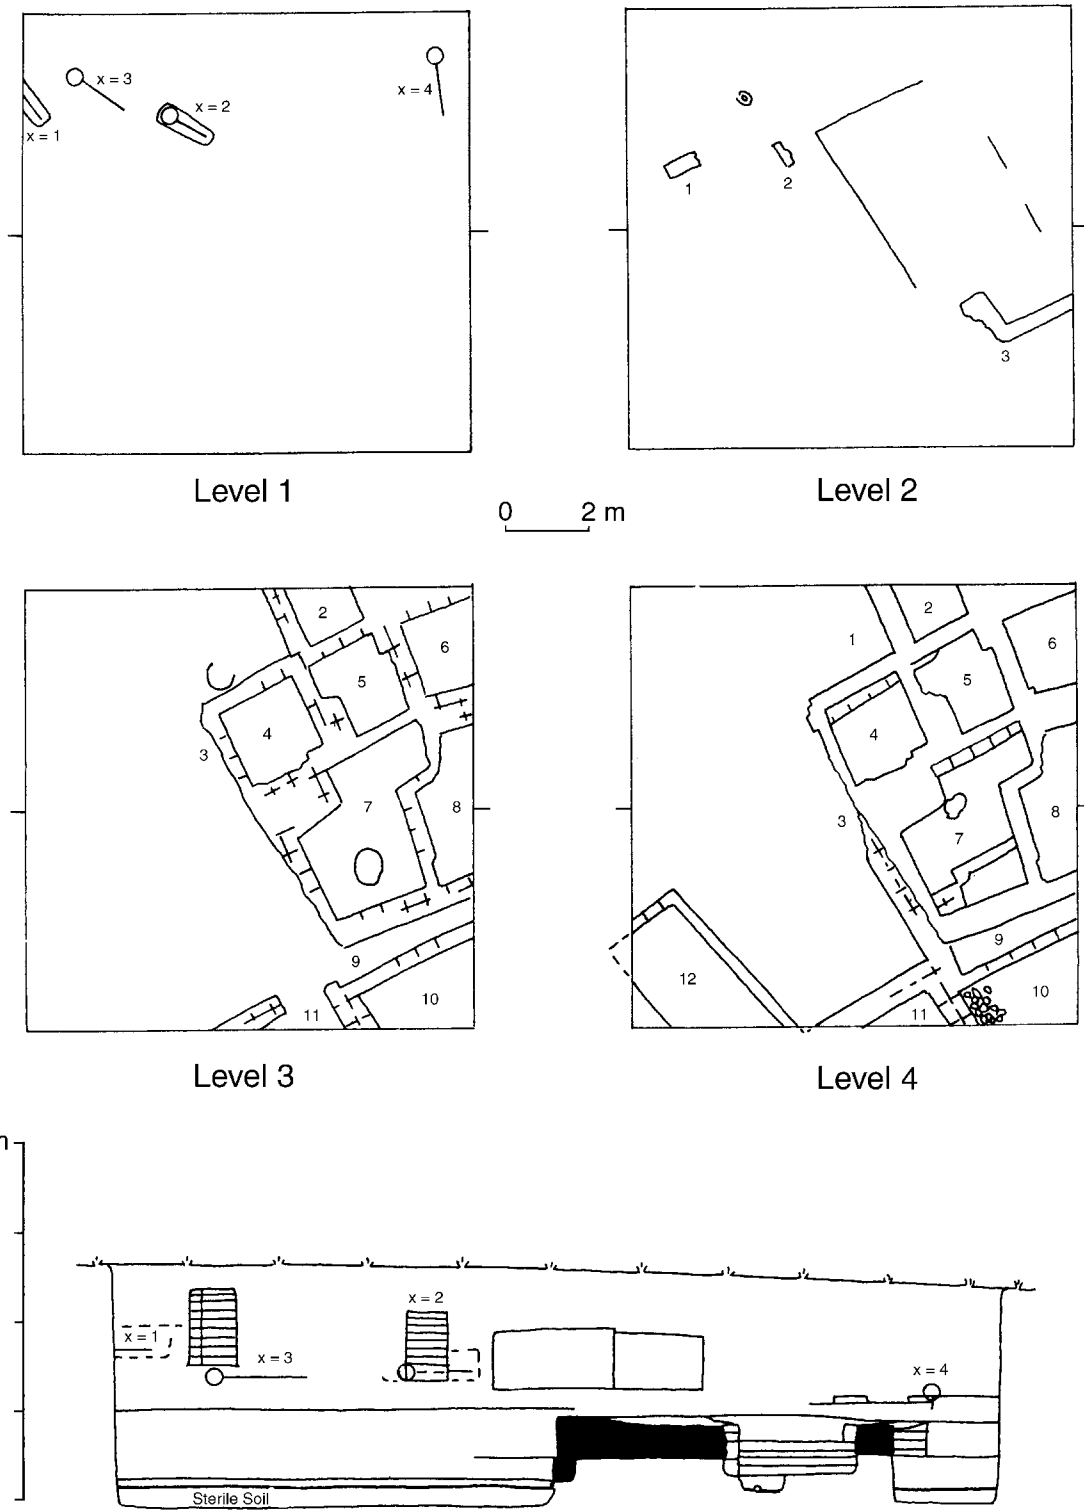 x = 3
x = 2
x = 4
x = 1
1
2
3
Level 1
Level 2
0 2 m
2
6
5
4
3
7
8
9
10
11
1
2
6
5
4
3
7
8
9
12
10
11
Level 3
Level 4
x = 2
x = 1
x = 3
x = 4
Sterile Soil